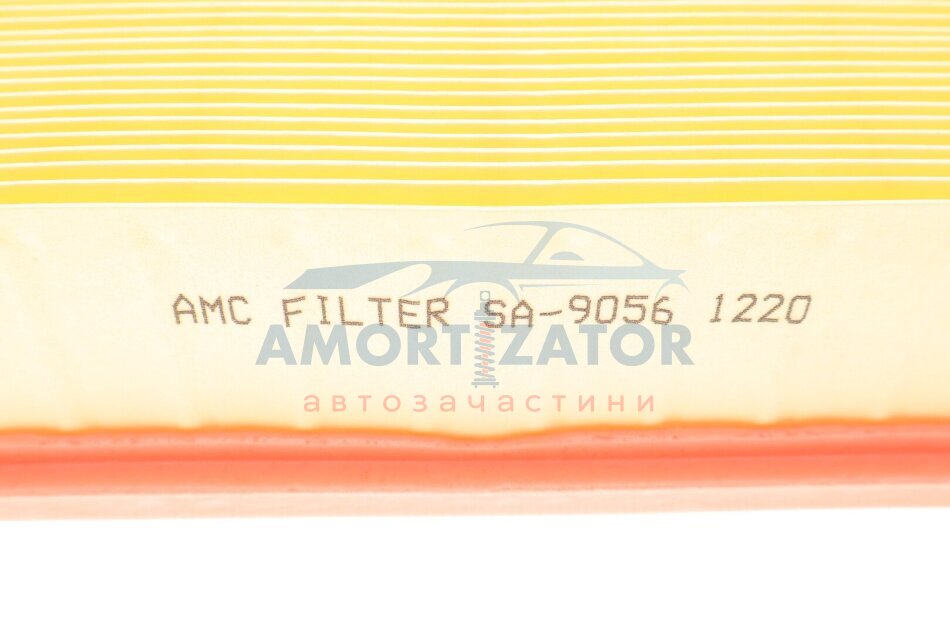 AMC FILTER SA-9056 1220
AMORTIZATOR
автозачастини